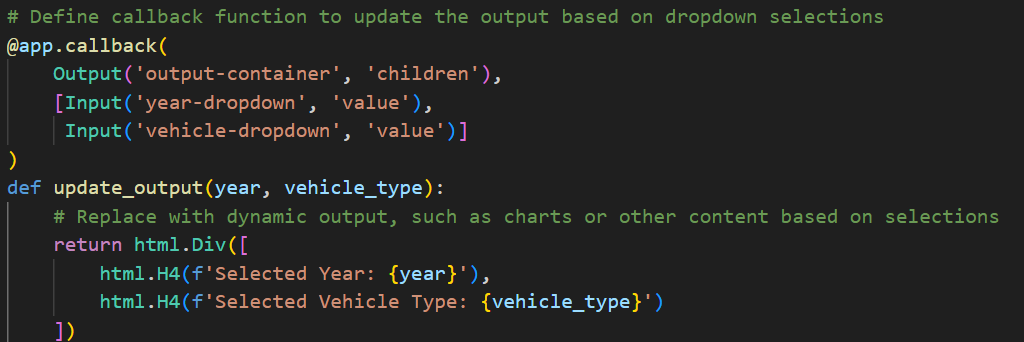 # Define callback function to update the output based on dropdown selections
@app.callback(
    Output('output-container', 'children'),
    [Input('year-dropdown', 'value'),
     Input('vehicle-dropdown', 'value')]
)
def update_output(year, vehicle_type):
    # Replace with dynamic output, such as charts or other content based on selections
    return html.Div([
        html.H4(f'Selected Year: {year}'),
        html.H4(f'Selected Vehicle Type: {vehicle_type}')
    ])